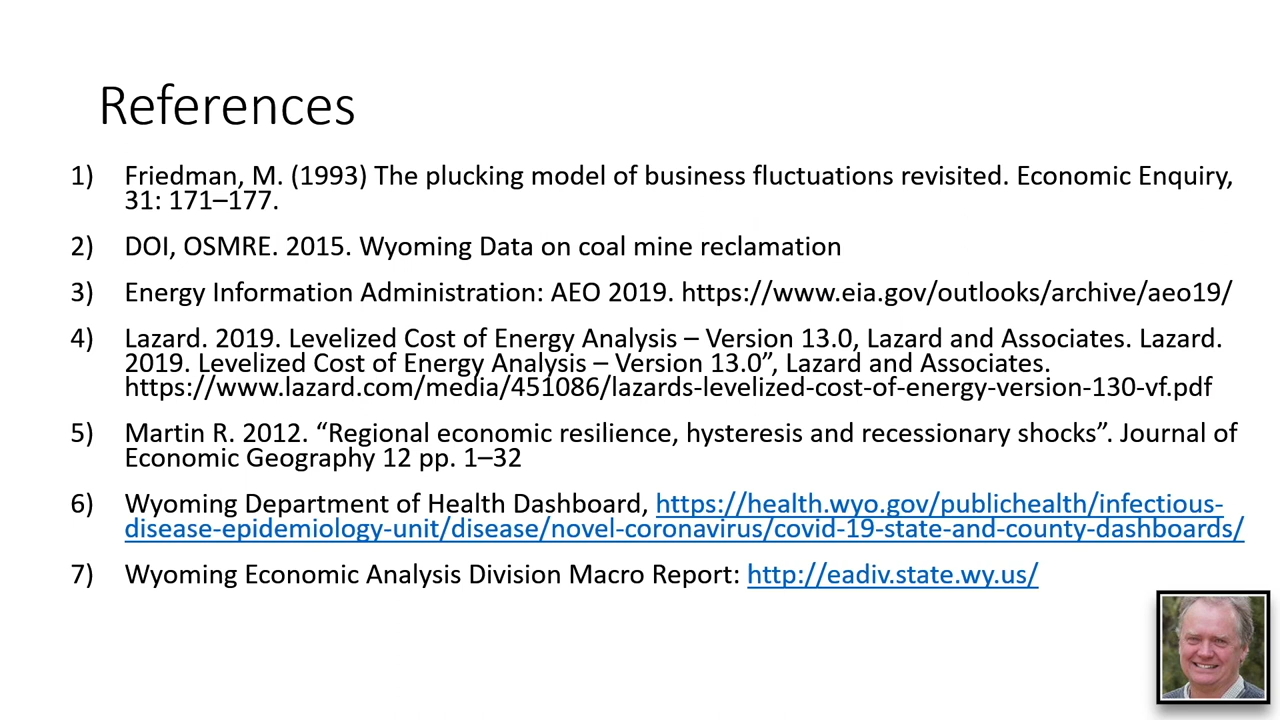 References
1) Friedman, M. (1993) The plucking model of business fluctuations revisited. Economic Enquiry,
31: 171–177.
2) DOI, OSMRE. 2015. Wyoming Data on coal mine reclamation
3) Energy Information Administration: AEO 2019. https://www.eia.gov/outlooks/archive/aeo19/
4) Lazard. 2019. Levelized Cost of Energy Analysis – Version 13.0, Lazard and Associates. Lazard.
2019. Levelized Cost of Energy Analysis – Version 13.0”, Lazard and Associates.
https://www.lazard.com/media/451086/lazards-levelized-cost-of-energy-version-130-vf.pdf
5) Martin R. 2012. “Regional economic resilience, hysteresis and recessionary shocks”. Journal of
Economic Geography 12 pp. 1–32
6) Wyoming Department of Health Dashboard, https://health.wyo.gov/publichealth/infectious-
disease-epidemiology-unit/disease/novel-coronavirus/covid-19-state-and-county-dashboards/
7) Wyoming Economic Analysis Division Macro Report: http://eadiv.state.wy.us/